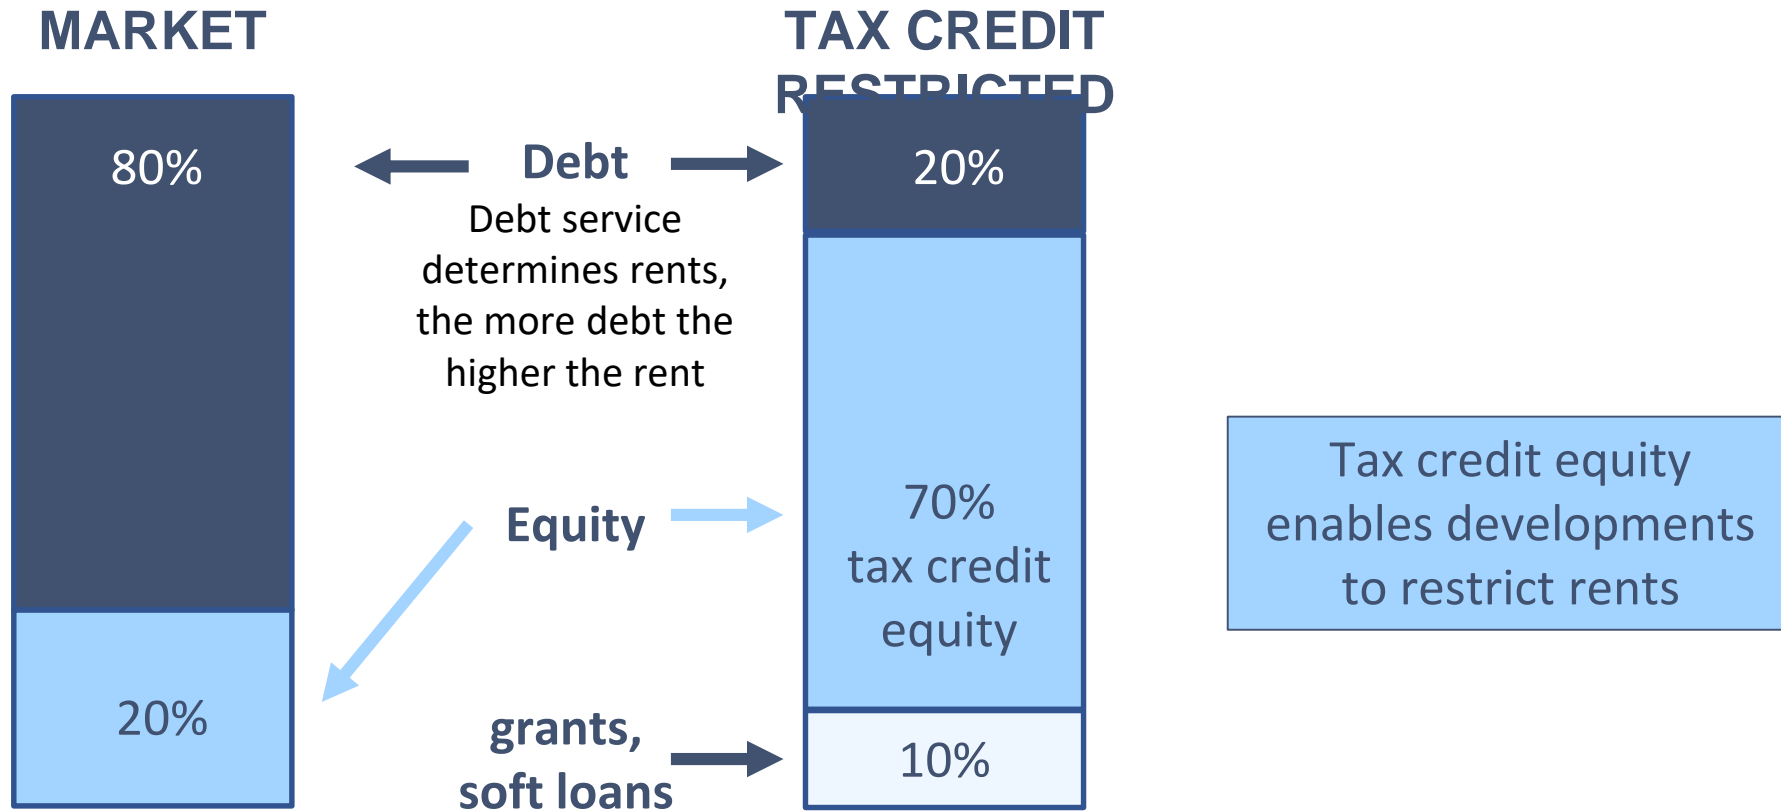 MARKET
80%
20%
Debt
Debt service
determines rents,
the more debt the
higher the rent
Equity
grants,
soft loans
TAX CREDIT
RESTRICTED
20%
70%
tax credit
equity
10%
Tax credit equity
enables developments
to restrict rents